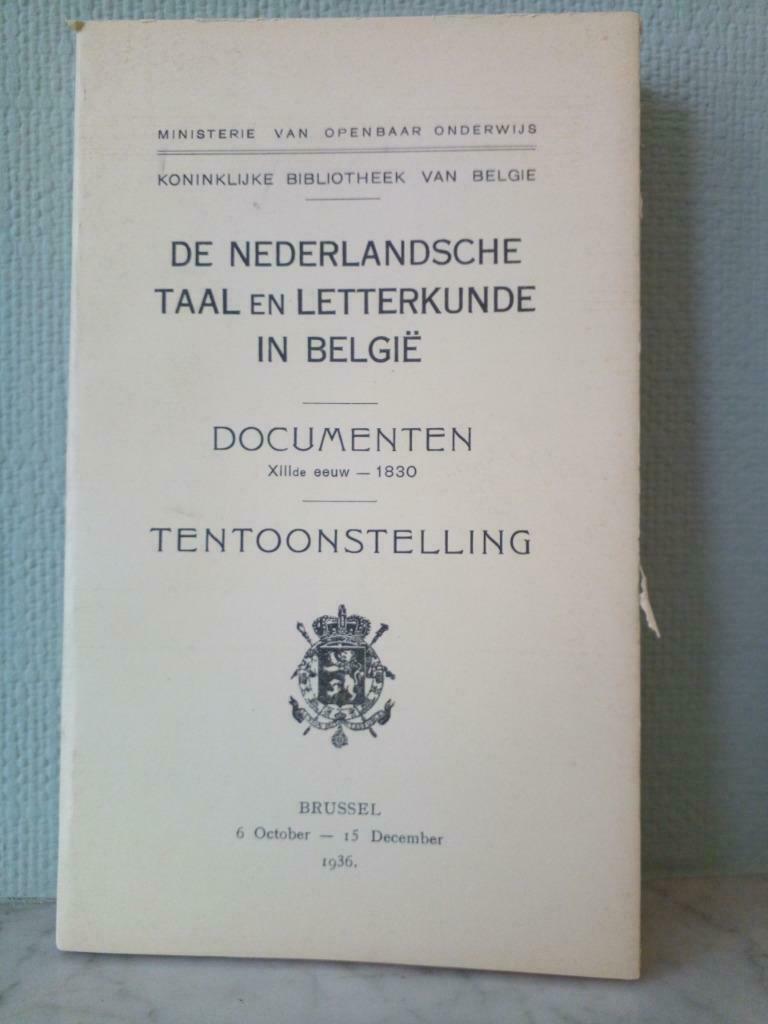 MINISTERIE VAN OPENBAAR ONDERWIJS
KONINKLIJKE BIBLIOTHEEK VAN BELGIE
DE NEDERLANDSCHE
TAAL EN LETTERKUNDE
IN BELGIË
DOCUMENTEN
XIIIde eeuw — 1830
TENTOONSTELLING
BRUSSEL
6 October — 15 December
1936.